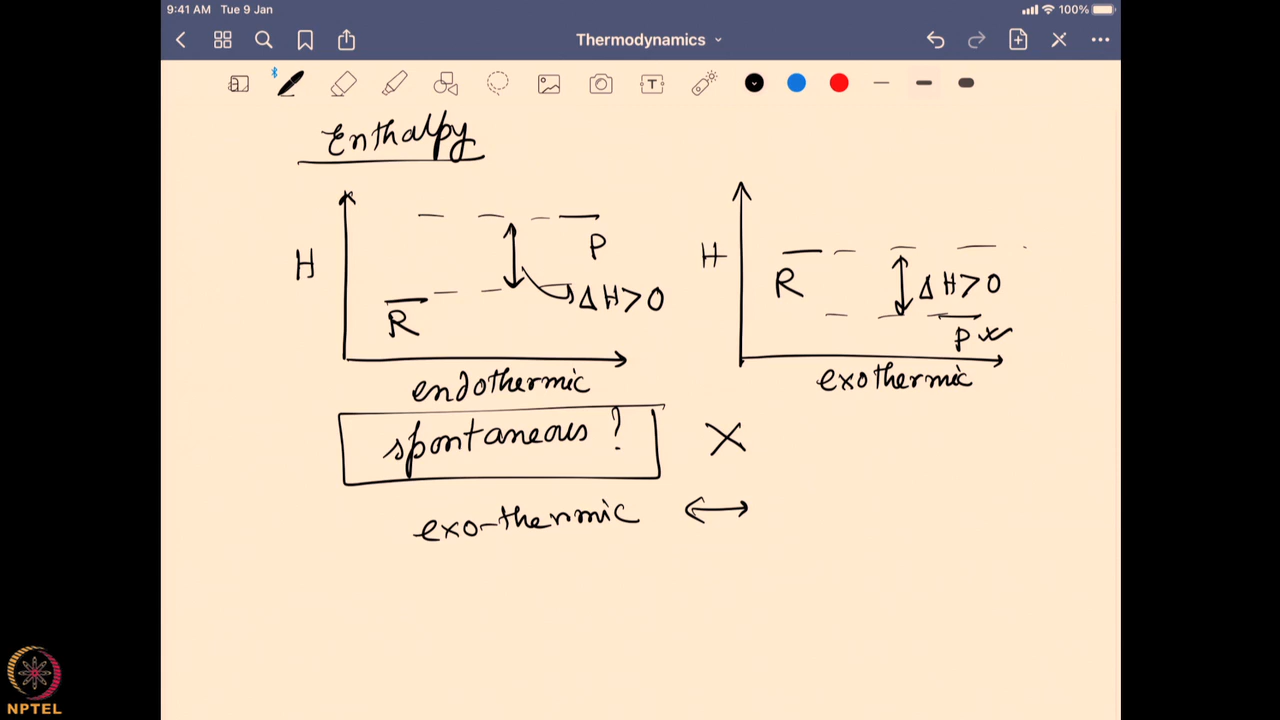 9:41 AM Tue 9 Jan
100%
Thermodynamics
T
Enthalpy
H
P
ΔH>0
R
endothermic
H
R
ΔH>0
P
exothermic
spontaneous ?
X
exo-thermic ↔
NPTEL